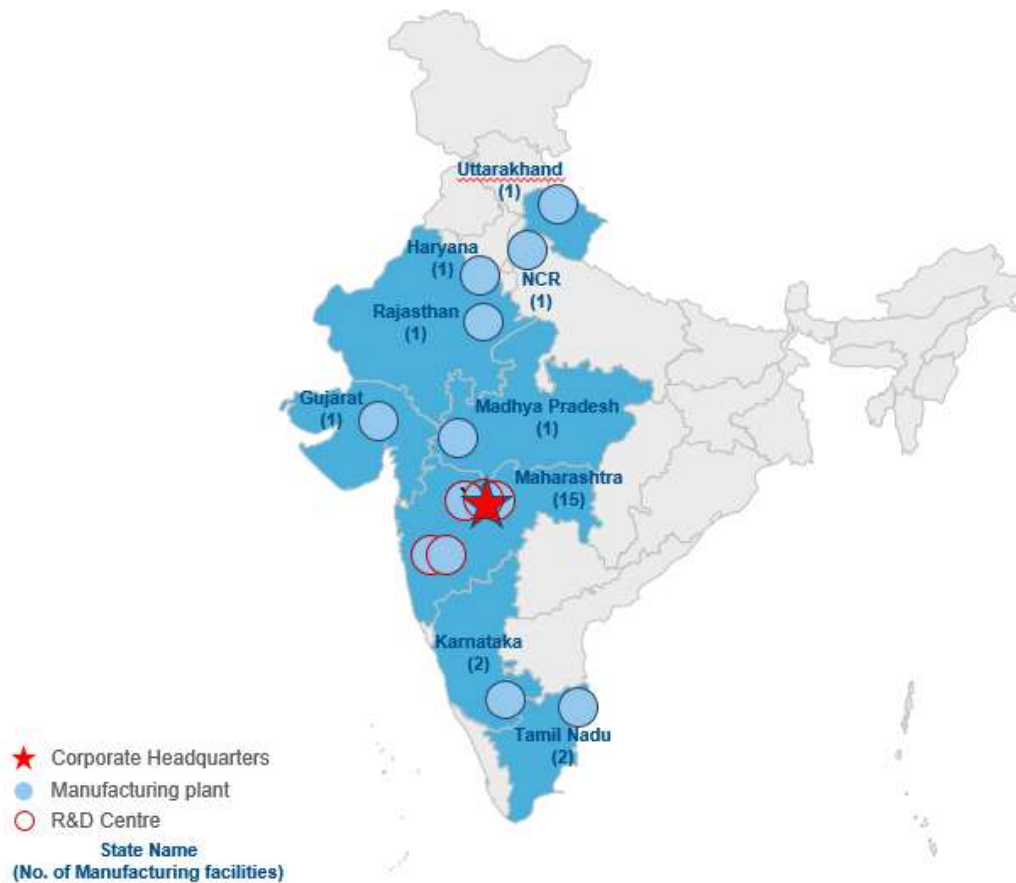 Uttarakhand
(1)
Haryana
(1)
NCR
(1)
Rajasthan
(1)
Gujarat
(1)
Madhya Pradesh
(1)
Maharashtra
(15)
Karnataka
(2)
Tamil Nadu
(2)
Corporate Headquarters
Manufacturing plant
R&D Centre
State Name
(No. of Manufacturing facilities)